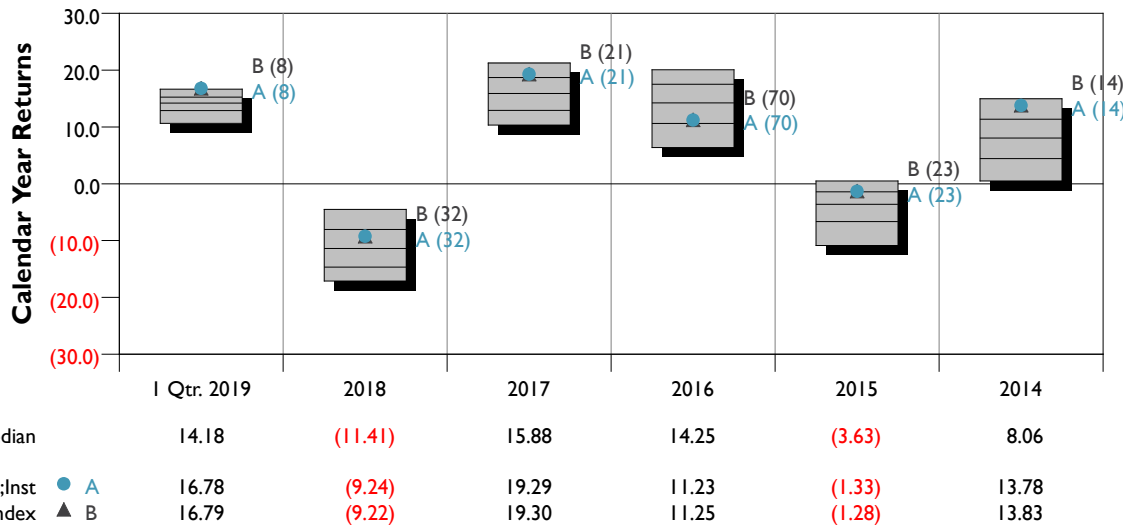 30.0
20.0
10.0
0.0
(10.0)
(20.0)
(30.0)
Calendar Year Returns
B (8)
A (8)
B (32)
A (32)
B (21)
A (21)
B (70)
A (70)
B (23)
A (23)
B (14)
A (14)
1 Qtr. 2019 2018 2017 2016 2015 2014
dian 14.18 (11.41) 15.88 14.25 (3.63) 8.06
;Inst A 16.78 (9.24) 19.29 11.23 (1.33) 13.78
ndex B 16.79 (9.22) 19.30 11.25 (1.28) 13.83